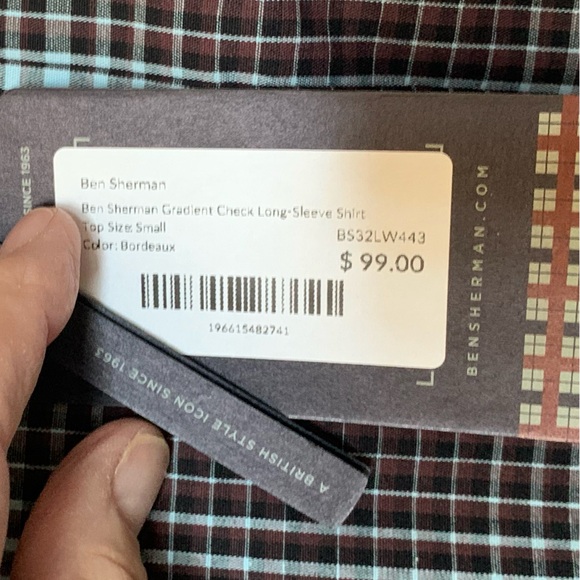 SINCE 1963
Ben Sherman
Ben Sherman Gradient Check Long-Sleeve Shirt
Top Size: Small
BS32LW443
Color: Bordeaux
$ 99.00
196615482741
BENSHERMAN.COM
A BRITISH STYLE ICON SINCE 1963